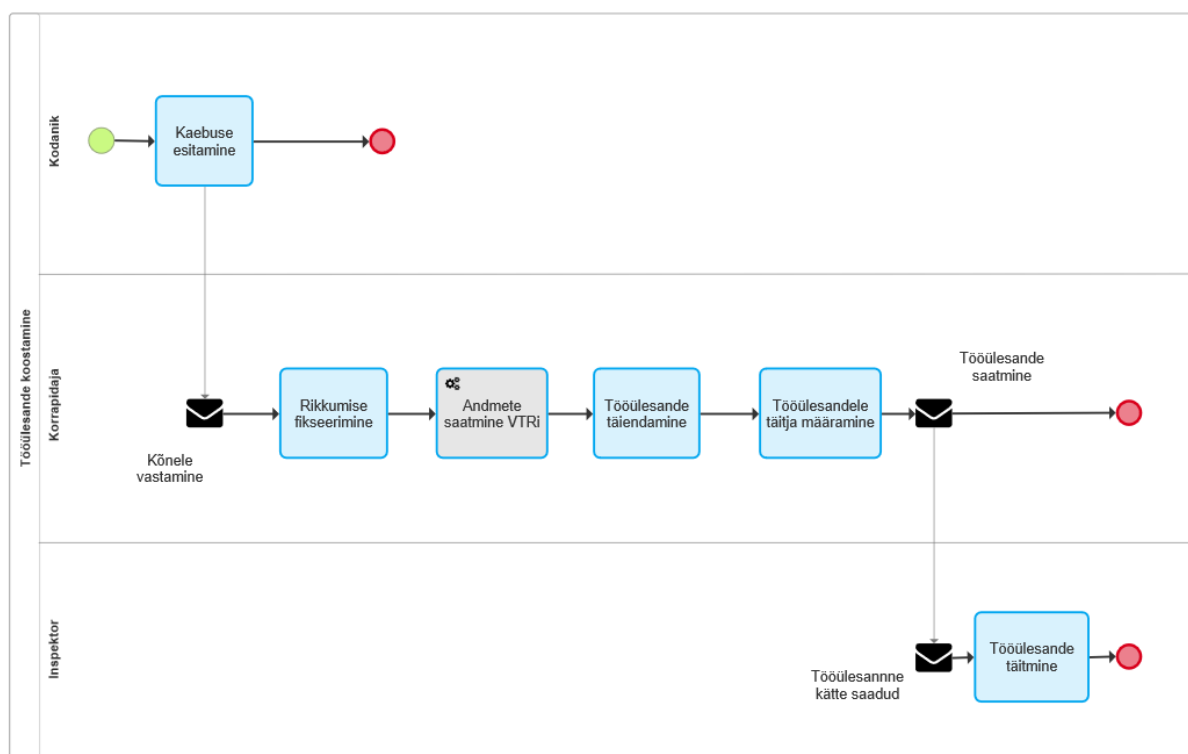 Tööülesande koostamine
Kodanik
Kaebuse
esitamine
Korrapidaja
Kõnele
vastamine
Rikkumise
fikseerimine
Andmete
saatmine VTRi
Tööülesande
täiendamine
Tööülesandele
täitja määramine
Tööülesande
saatmine
Inspektor
Tööülesannne
kätte saadud
Tööülesande
täitmine